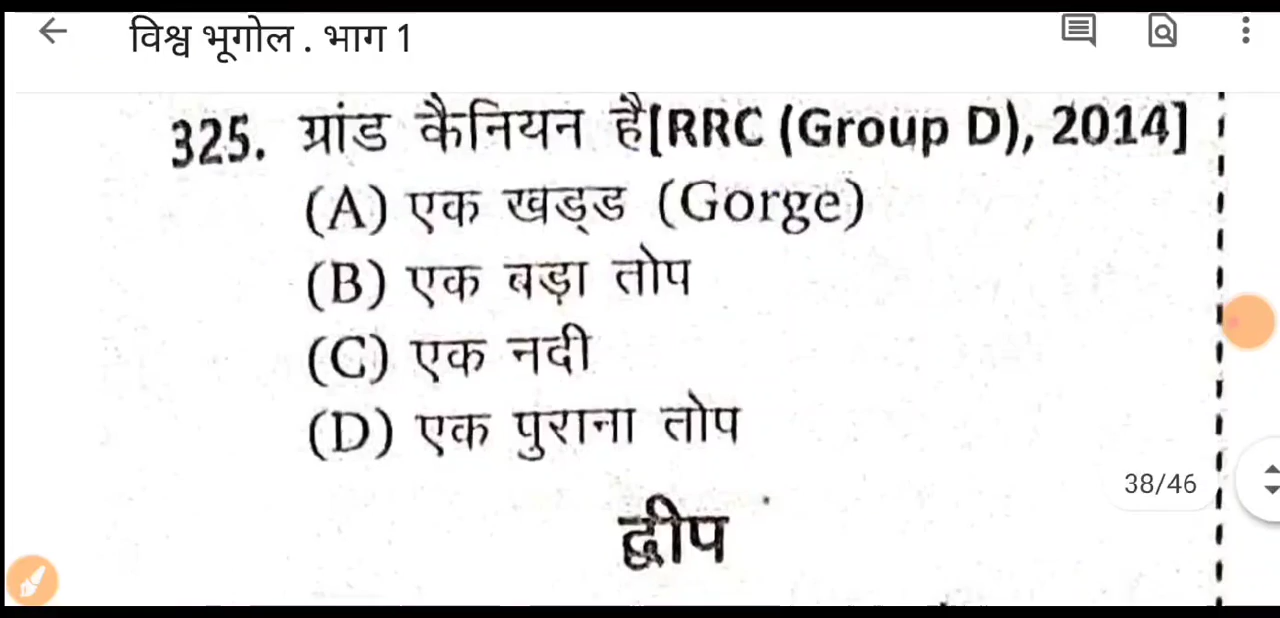 विश्व भूगोल . भाग 1
325. ग्रांड कैनियन है[RRC (Group D), 2014]
(A) एक खड्ड (Gorge)
(B) एक बड़ा तोप
(C) एक नदी
(D) एक पुराना तोप
38/46
द्वीप